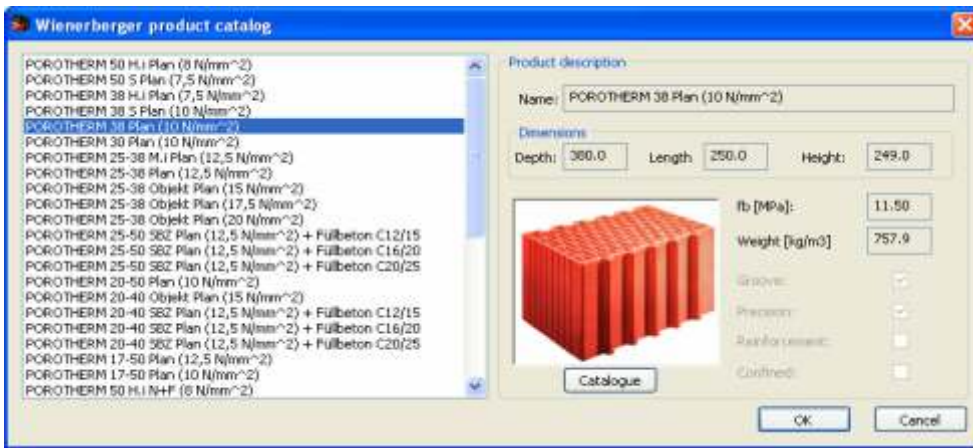 Wienerberger product catalog
POROTHERM 50 H.i Plan (8 N/mm^2)
POROTHERM 50 S Plan (7,5 N/mm^2)
POROTHERM 38 H.i Plan (7,5 N/mm^2)
POROTHERM 38 S Plan (10 N/mm^2)
POROTHERM 38 Plan (10 N/mm^2)
POROTHERM 30 Plan (10 N/mm^2)
POROTHERM 25-38 M.i Plan (12,5 N/mm^2)
POROTHERM 25-38 Plan (12,5 N/mm^2)
POROTHERM 25-38 Objekt Plan (15 N/mm^2)
POROTHERM 25-38 Objekt Plan (17,5 N/mm^2)
POROTHERM 25-38 Objekt Plan (20 N/mm^2)
POROTHERM 25-50 SBZ Plan (12,5 N/mm^2) + Füllbeton C12/15
POROTHERM 25-50 SBZ Plan (12,5 N/mm^2) + Füllbeton C16/20
POROTHERM 25-50 SBZ Plan (12,5 N/mm^2) + Füllbeton C20/25
POROTHERM 20-50 Plan (10 N/mm^2)
POROTHERM 20-40 Objekt Plan (15 N/mm^2)
POROTHERM 20-40 SBZ Plan (12,5 N/mm^2) + Füllbeton C12/15
POROTHERM 20-40 SBZ Plan (12,5 N/mm^2) + Füllbeton C16/20
POROTHERM 20-40 SBZ Plan (12,5 N/mm^2) + Füllbeton C20/25
POROTHERM 17-50 Plan (12,5 N/mm^2)
POROTHERM 17-50 Plan (10 N/mm^2)
POROTHERM 50 H.i N+F (8 N/mm^2)
Product description
Name: POROTHERM 38 Plan (10 N/mm^2)
Dimensions
Depth: 380.0 Length 250.0 Height: 249.0
fb [MPa]: 11.50
Weight [kg/m3] 757.9
Groove:
Precision:
Reinforcement:
Confined:
Catalogue
OK Cancel